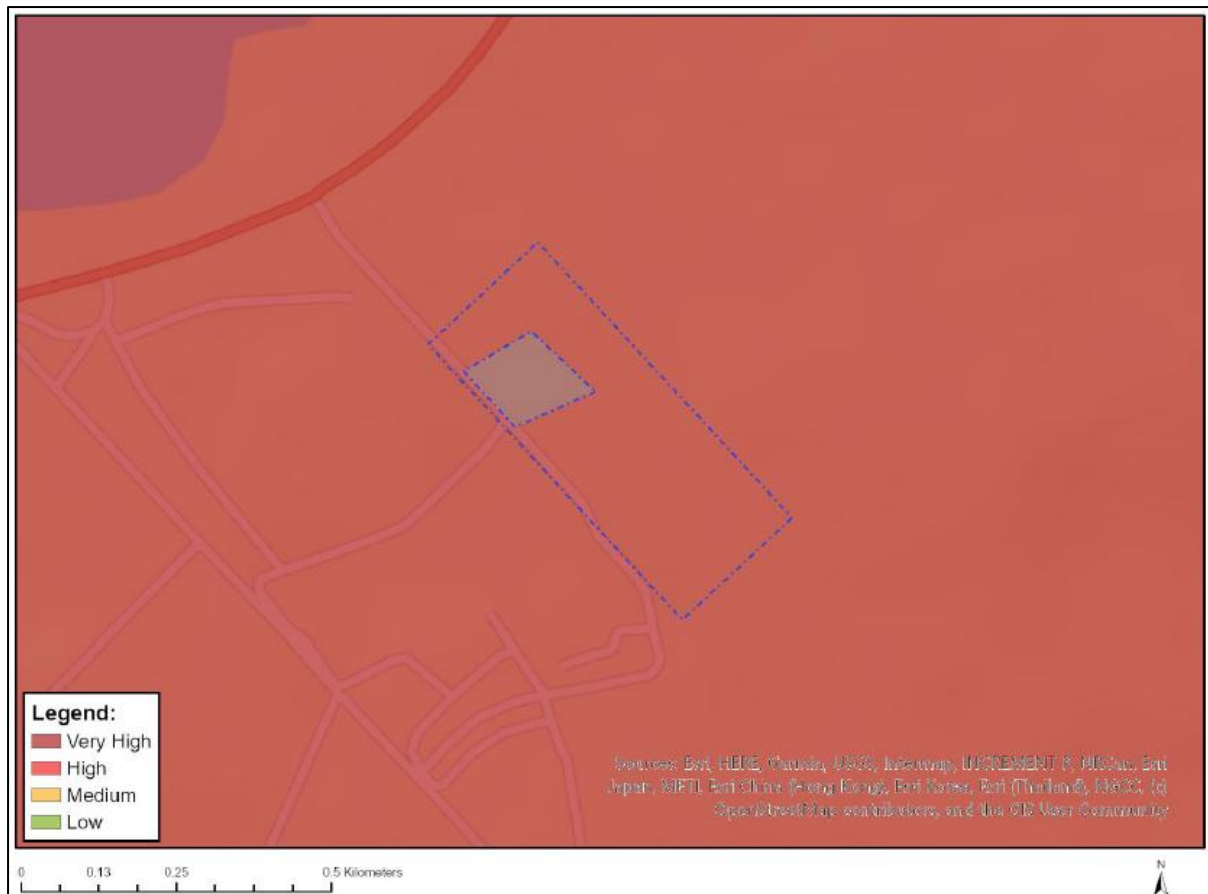 Legend:
Very High
High
Medium
Low
Sources: Esri, HERE, Garmin, USGS, Intermap, INCREMENT P, NRCan, Esri
Japan, METI, Esri China (Hong Kong), Esri Korea, Esri (Thailand), NGCC, (c)
OpenStreetMap contributors, and the GIS User Community
0 0.13 0.25 0.5 Kilometers
N